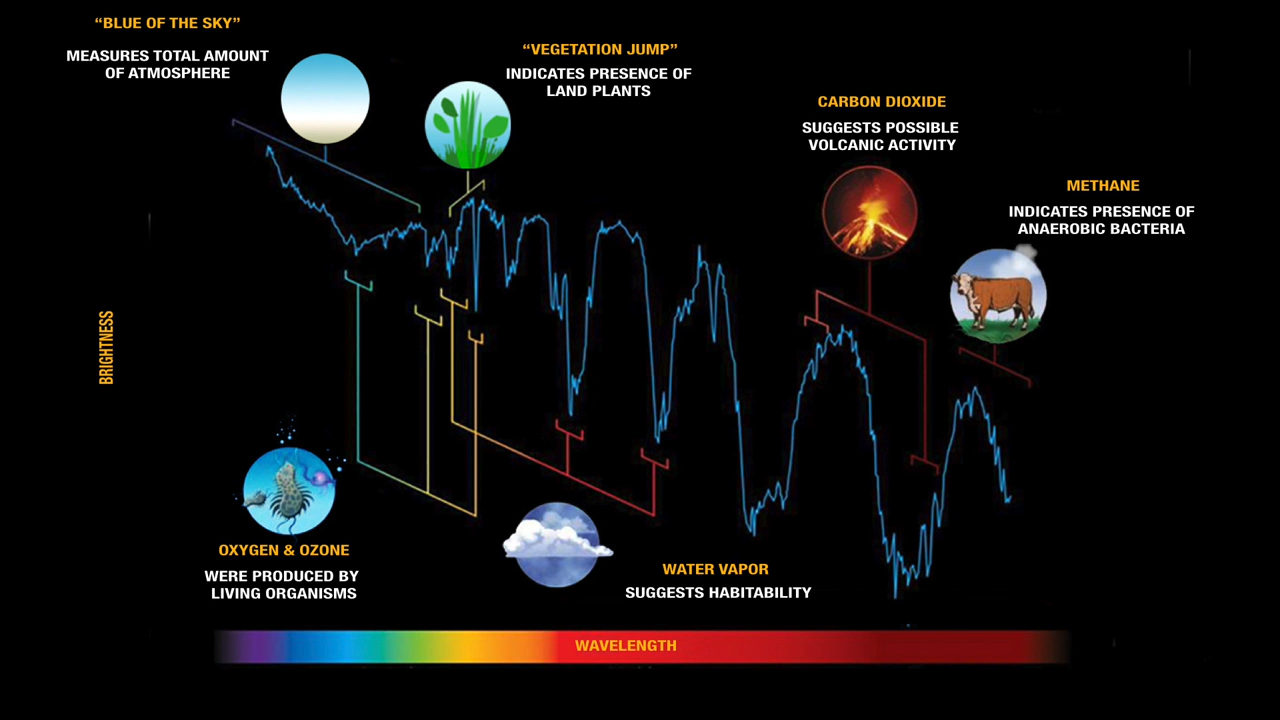 “BLUE OF THE SKY”
MEASURES TOTAL AMOUNT
OF ATMOSPHERE
“VEGETATION JUMP”
INDICATES PRESENCE OF
LAND PLANTS
CARBON DIOXIDE
SUGGESTS POSSIBLE
VOLCANIC ACTIVITY
METHANE
INDICATES PRESENCE OF
ANAEROBIC BACTERIA
BRIGHTNESS
OXYGEN & OZONE
WERE PRODUCED BY
LIVING ORGANISMS
WATER VAPOR
SUGGESTS HABITABILITY
WAVELENGTH